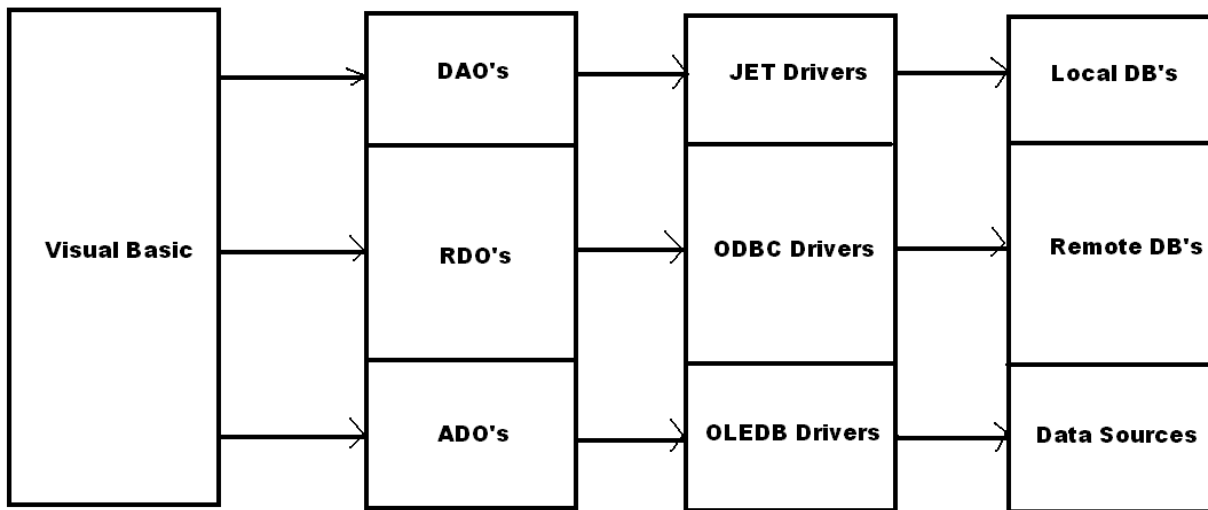 DAO's
JET Drivers
Local DB's
Visual Basic
RDO's
ODBC Drivers
Remote DB's
ADO's
OLEDB Drivers
Data Sources